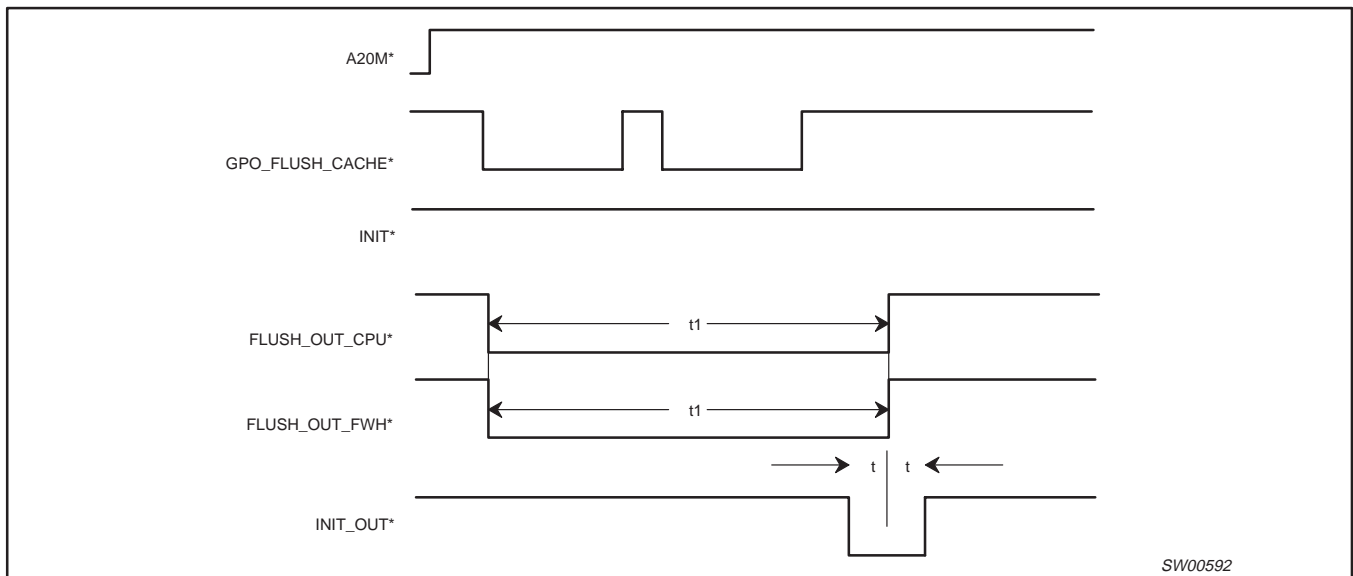 A20M*
GPO_FLUSH_CACHE*
INIT*
t1
FLUSH_OUT_CPU*
t1
FLUSH_OUT_FWH*
t t
INIT_OUT*
SW00592